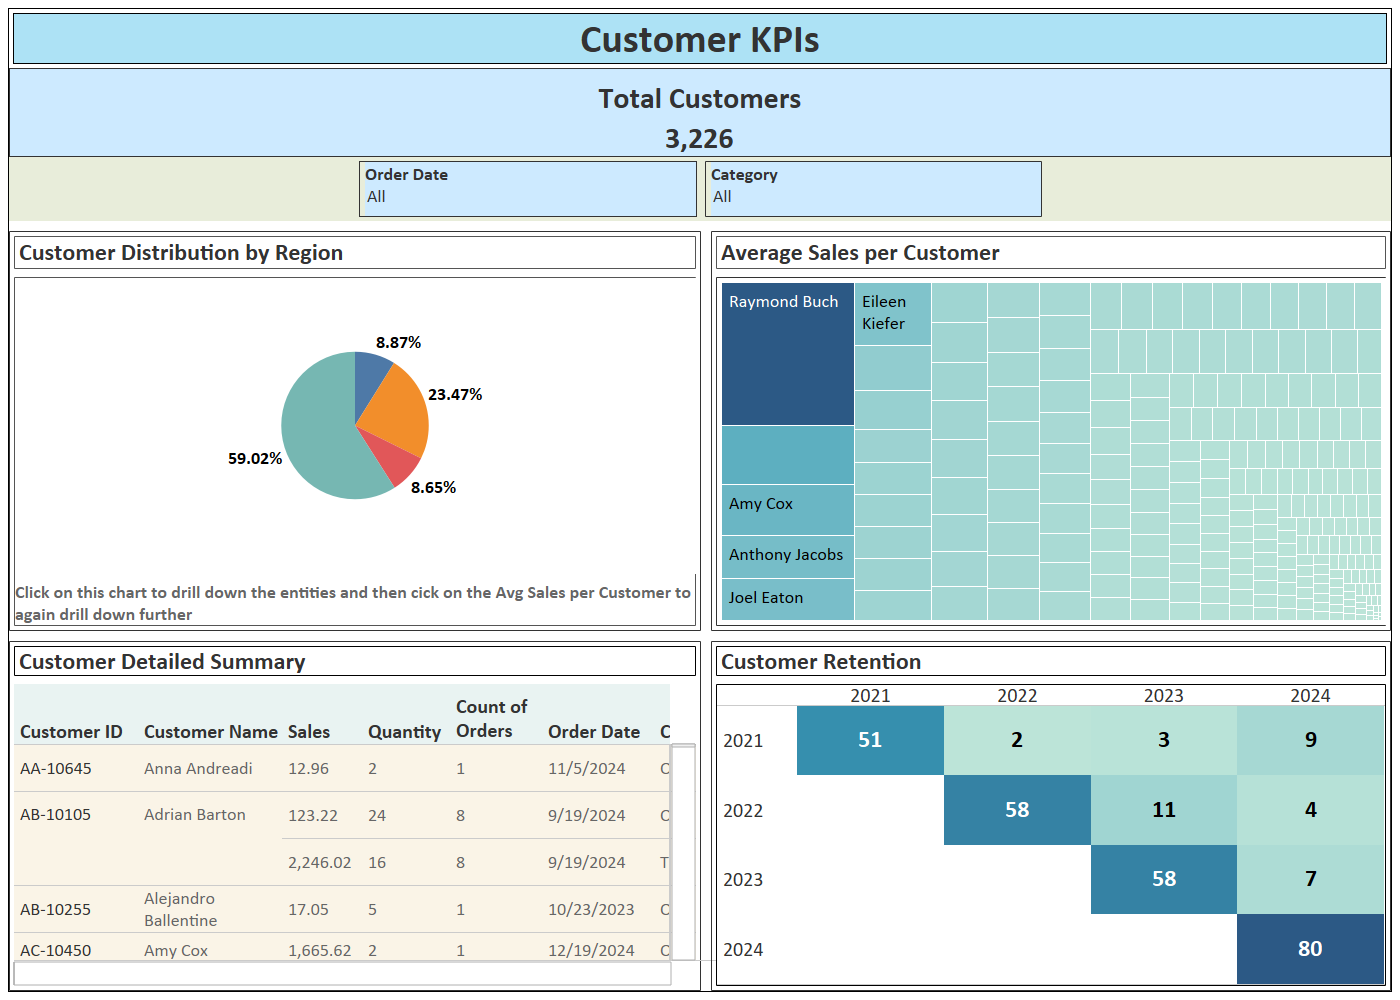 Customer KPIs
Total Customers
3,226
Order Date
All
Category
All
Customer Distribution by Region
8.87%
23.47%
59.02%
8.65%
Click on this chart to drill down the entities and then cick on the Avg Sales per Customer to
again drill down further
Average Sales per Customer
Raymond Buch
Eileen
Kiefer
Amy Cox
Anthony Jacobs
Joel Eaton
Customer Detailed Summary
Count of
Customer ID Customer Name Sales Quantity Orders Order Date C
AA-10645 Anna Andreadi 12.96 2 1 11/5/2024 O
AB-10105 Adrian Barton 123.22 24 8 9/19/2024 O
2,246.02 16 8 9/19/2024 T
Alejandro
AB-10255 17.05 5 1 10/23/2023 O
Ballentine
AC-10450 Amy Cox 1,665.62 2 1 12/19/2024 O
Customer Retention
2021 2022 2023 2024
2021 51 2 3 9
2022 58 11 4
2023 58 7
2024 80